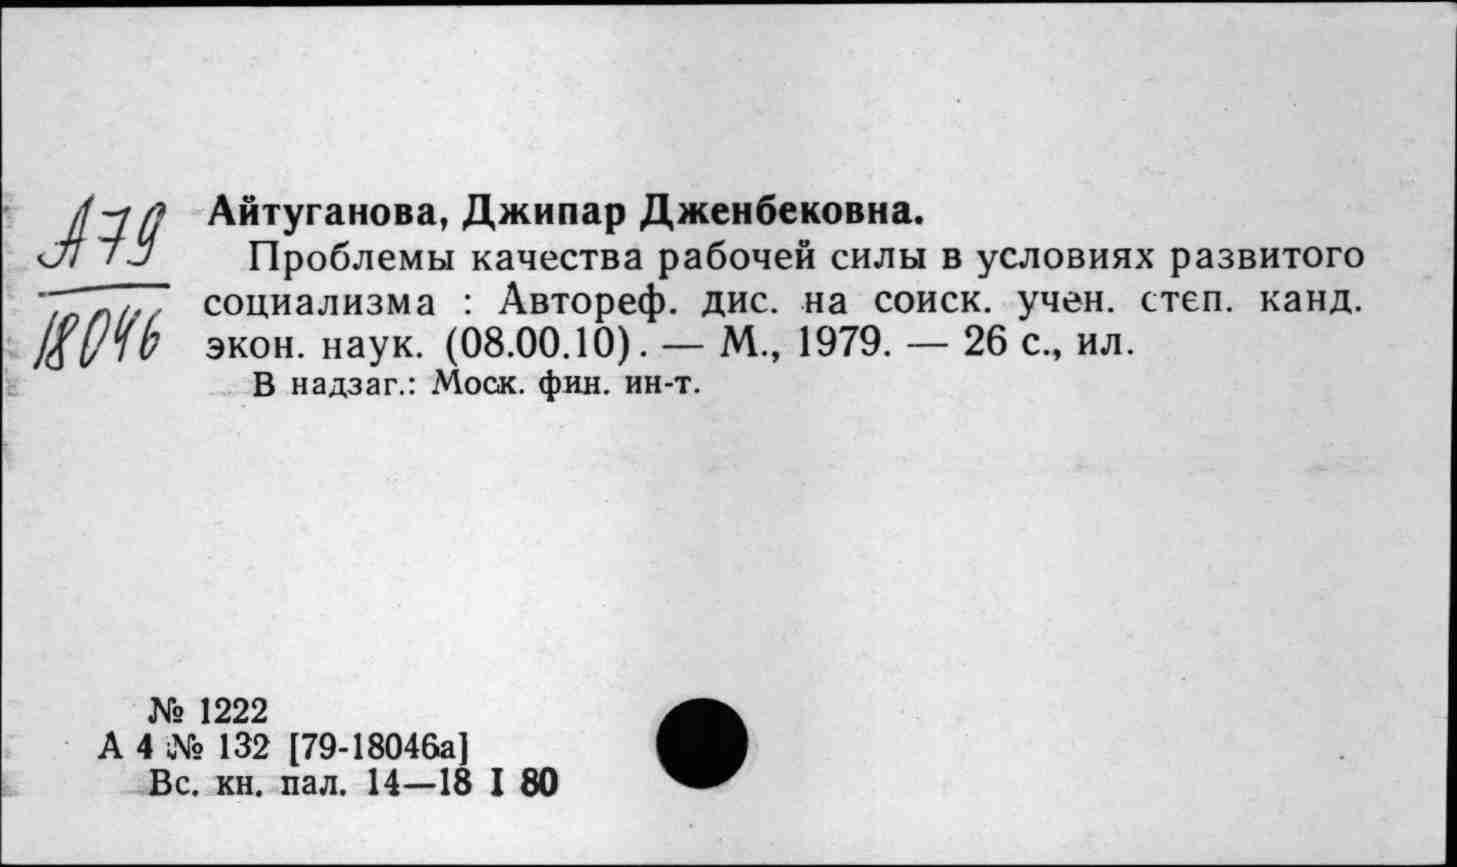 А79
18046
Айтуганова, Джипар Дженбековна.
Проблемы качества рабочей силы в условиях развитого
социализма : Автореф. дис. на соиск. учен. степ. канд.
экон. наук. (08.00.10). — М., 1979. — 26 с., ил.
В надзаг.: Моск. фин. ин-т.
№ 1222
А 4 № 132 [79-18046а]
Вс. кн. пал. 14—18 I 80